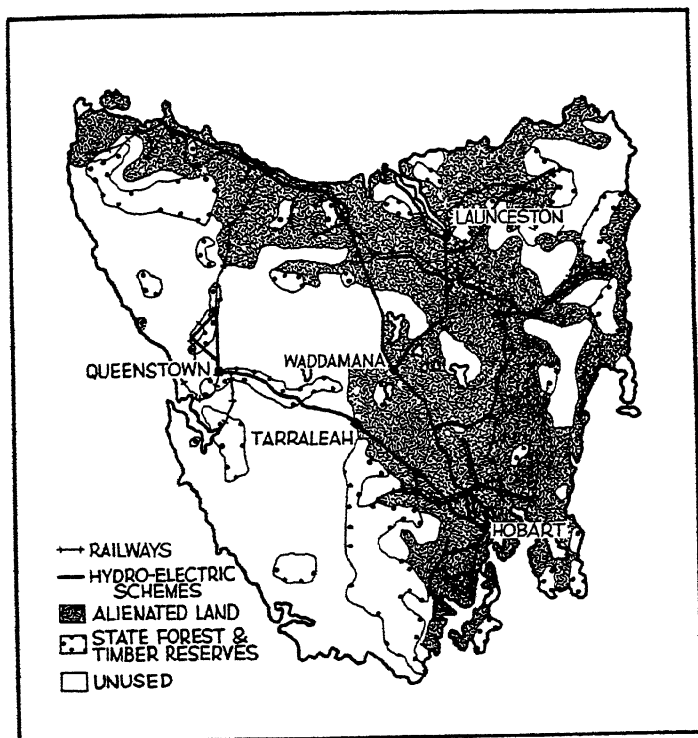 LAUNCESTON
QUEENSTOWN
WADDAMANA
TARRALEAH
HOBART
RAILWAYS
HYDRO-ELECTRIC
SCHEMES
ALIENATED LAND
STATE FOREST &
TIMBER RESERVES
UNUSED